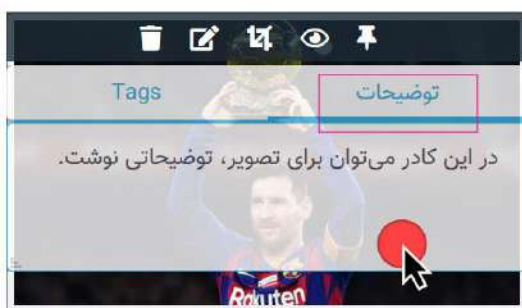 توضیحات
Tags
در این کادر می‌توان برای تصویر، توضیحاتی نوشت.
Rakuten